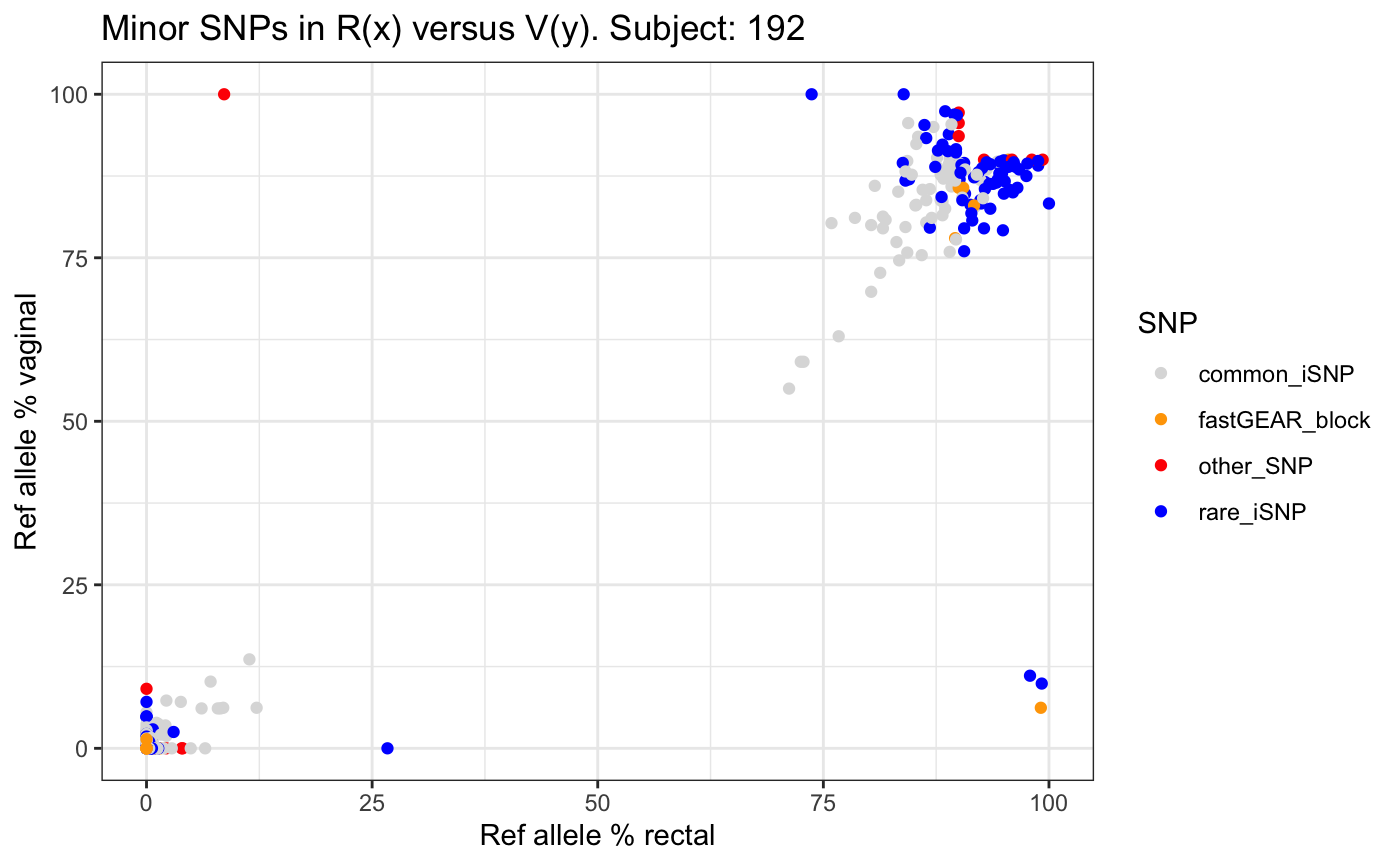 Minor SNPs in R(x) versus V(y). Subject: 192
100
75
50
25
0
Ref allele % vaginal
0 25 50 75 100
Ref allele % rectal
SNP
common_iSNP
fastGEAR_block
other_SNP
rare_iSNP